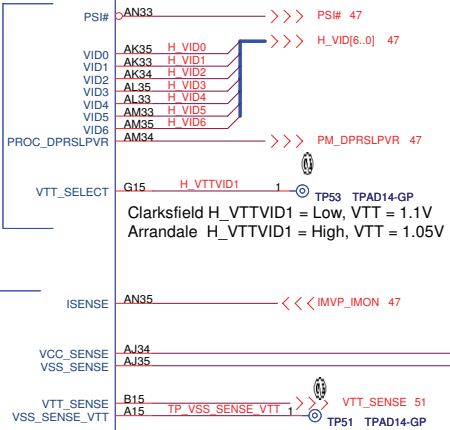 PSI# AN33 PSI# 47
VID0 AK35 H_VID0 H_VID[6..0] 47
VID1 AK33 H_VID1
VID2 AK34 H_VID2
VID3 AL35 H_VID3
VID4 AL33 H_VID4
VID5 AM33 H_VID5
VID6 AM35 H_VID6
PROC_DPRSLPVR AM34 PM_DPRSLPVR 47
VTT_SELECT G15 H_VTTVID1 1
TP53 TPAD14-GP
Clarksfield H_VTTVID1 = Low, VTT = 1.1V
Arrandale H_VTTVID1 = High, VTT = 1.05V
ISENSE AN35 IMVP_IMON 47
VCC_SENSE AJ34
VSS_SENSE AJ35
VTT_SENSE B15 VTT_SENSE 51
VSS_SENSE_VTT A15 TP_VSS_SENSE_VTT 1
TP51 TPAD14-GP